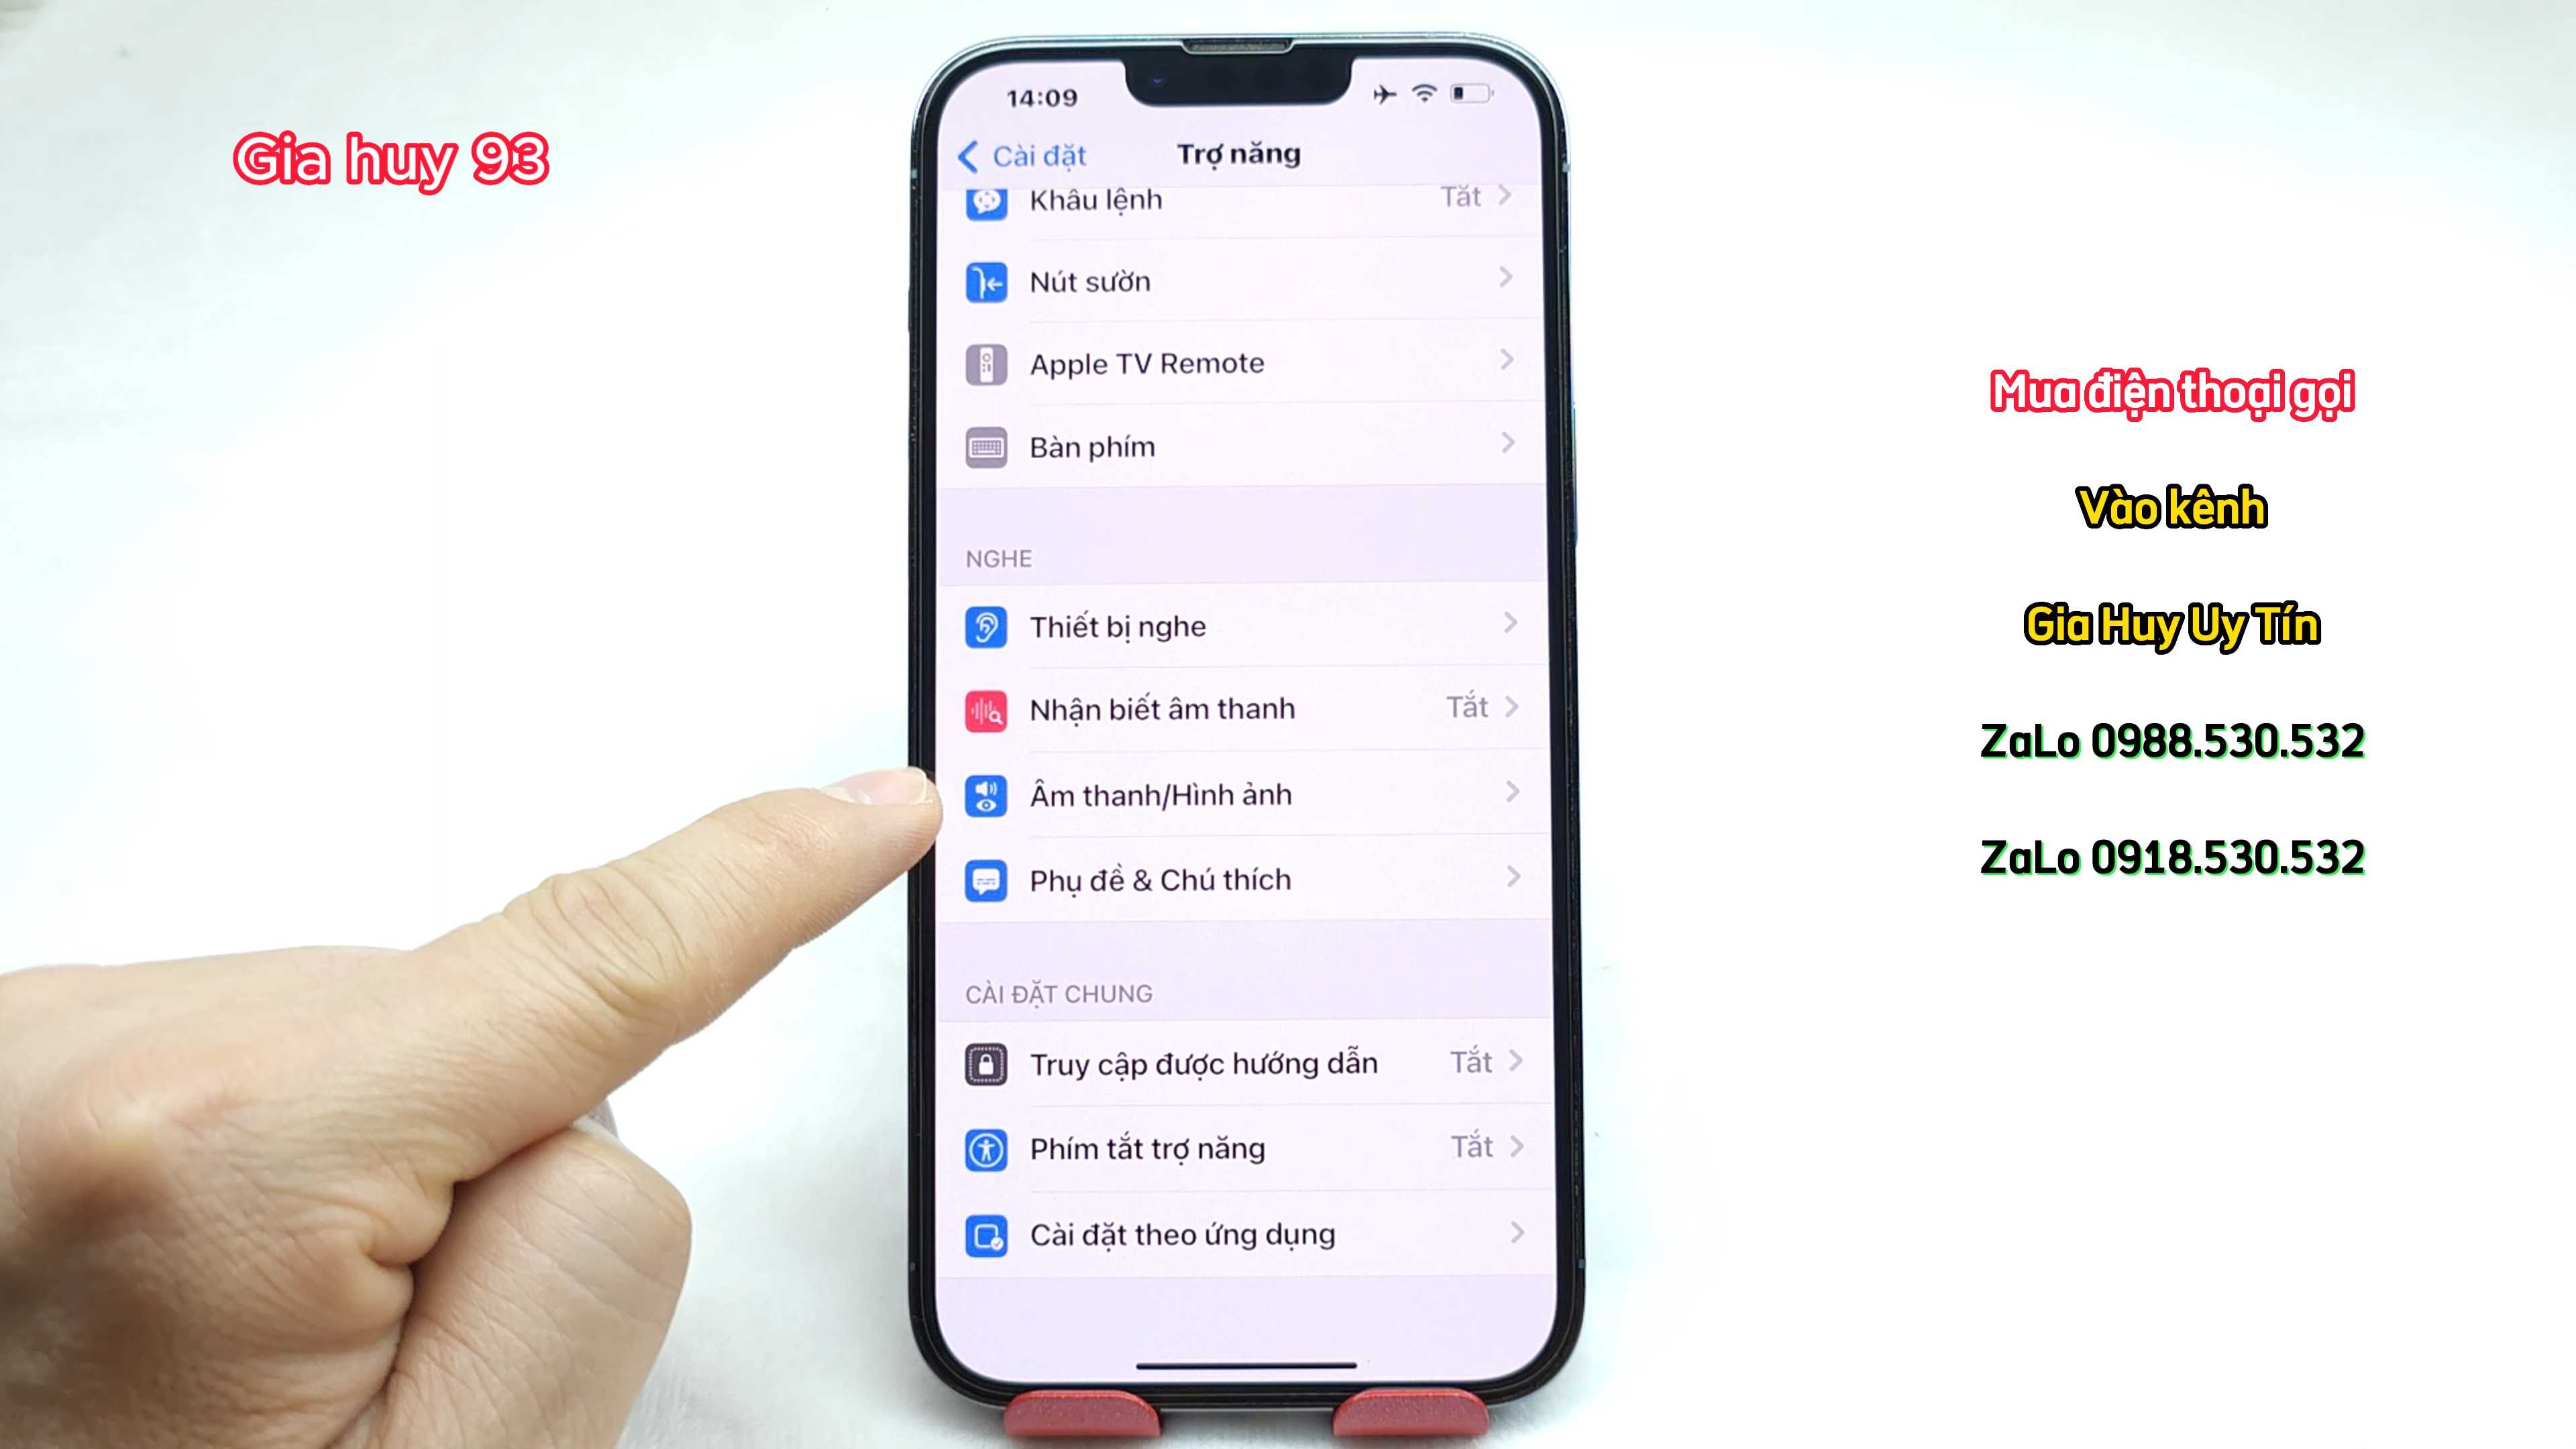 Gia huy 93
14:09
Cài đặt
Trợ năng
Khẩu lệnh
Tắt
Nút sườn
Apple TV Remote
Bàn phím
NGHE
Thiết bị nghe
Nhận biết âm thanh
Tắt
Âm thanh/Hình ảnh
Phụ đề & Chú thích
CÀI ĐẶT CHUNG
Truy cập được hướng dẫn
Tắt
Phím tắt trợ năng
Tắt
Cài đặt theo ứng dụng
Mua điện thoại gọi
Vào kênh
Gia Huy Uy Tín
ZaLo 0988.530.532
ZaLo 0918.530.532